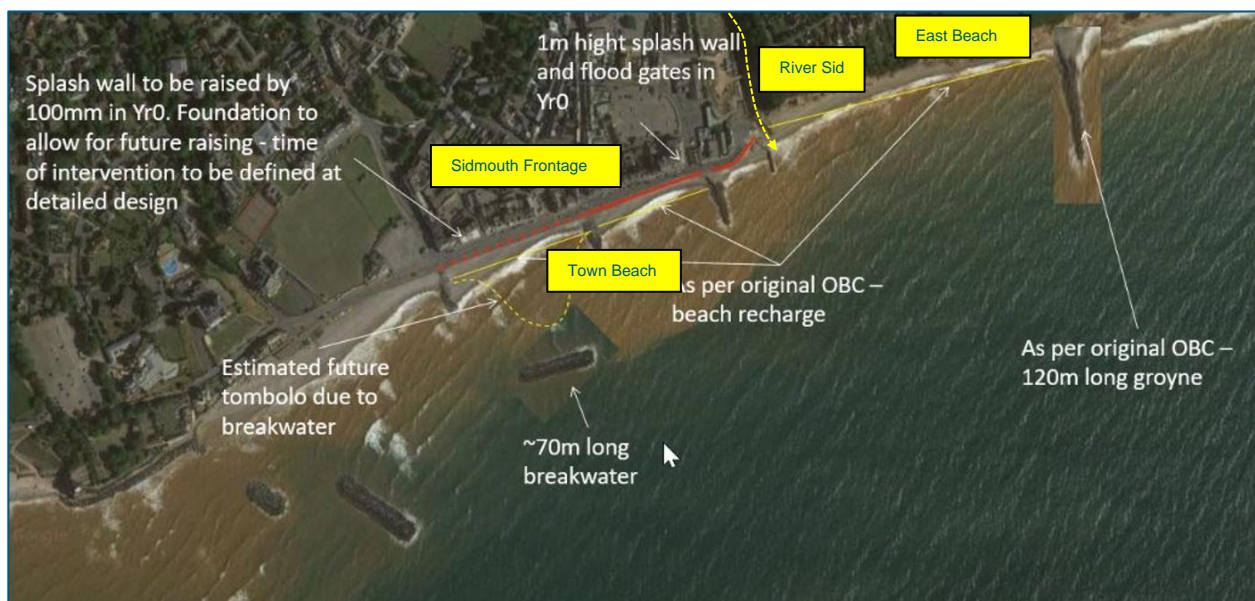 East Beach
1m hight splash wall
and flood gates in
Yr0
River Sid
Splash wall to be raised by
100mm in Yr0. Foundation to
allow for future raising - time
of intervention to be defined at
detailed design
Sidmouth Frontage
Town Beach
As per original OBC –
beach recharge
As per original OBC –
120m long groyne
Estimated future
tombolo due to
breakwater
~70m long
breakwater
Google